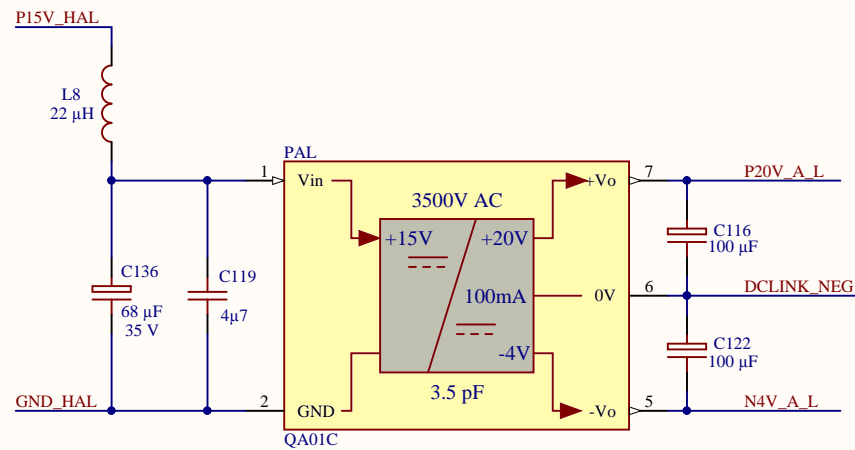 P15V_HAL
L8
22 µH
PAL
1
Vin
3500V AC
+15V
+20V
100mA
-4V
3.5 pF
+Vo
7
P20V_A_L
C116
100 µF
0V
6
DCLINK_NEG
C136
68 µF
35 V
C119
4µ7
C122
100 µF
GND_HAL
2
GND
-Vo
5
N4V_A_L
QA01C